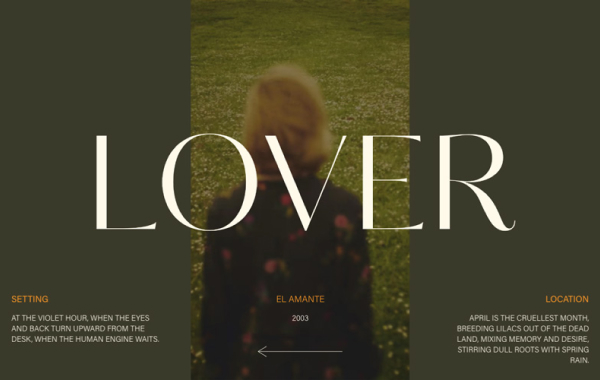 LOVER
SETTING
AT THE VIOLET HOUR, WHEN THE EYES
AND BACK TURN UPWARD FROM THE
DESK, WHEN THE HUMAN ENGINE WAITS.
EL AMANTE
2003
LOCATION
APRIL IS THE CRUELLEST MONTH,
BREEDING LILACS OUT OF THE DEAD
LAND, MIXING MEMORY AND DESIRE,
STIRRING DULL ROOTS WITH SPRING
RAIN.